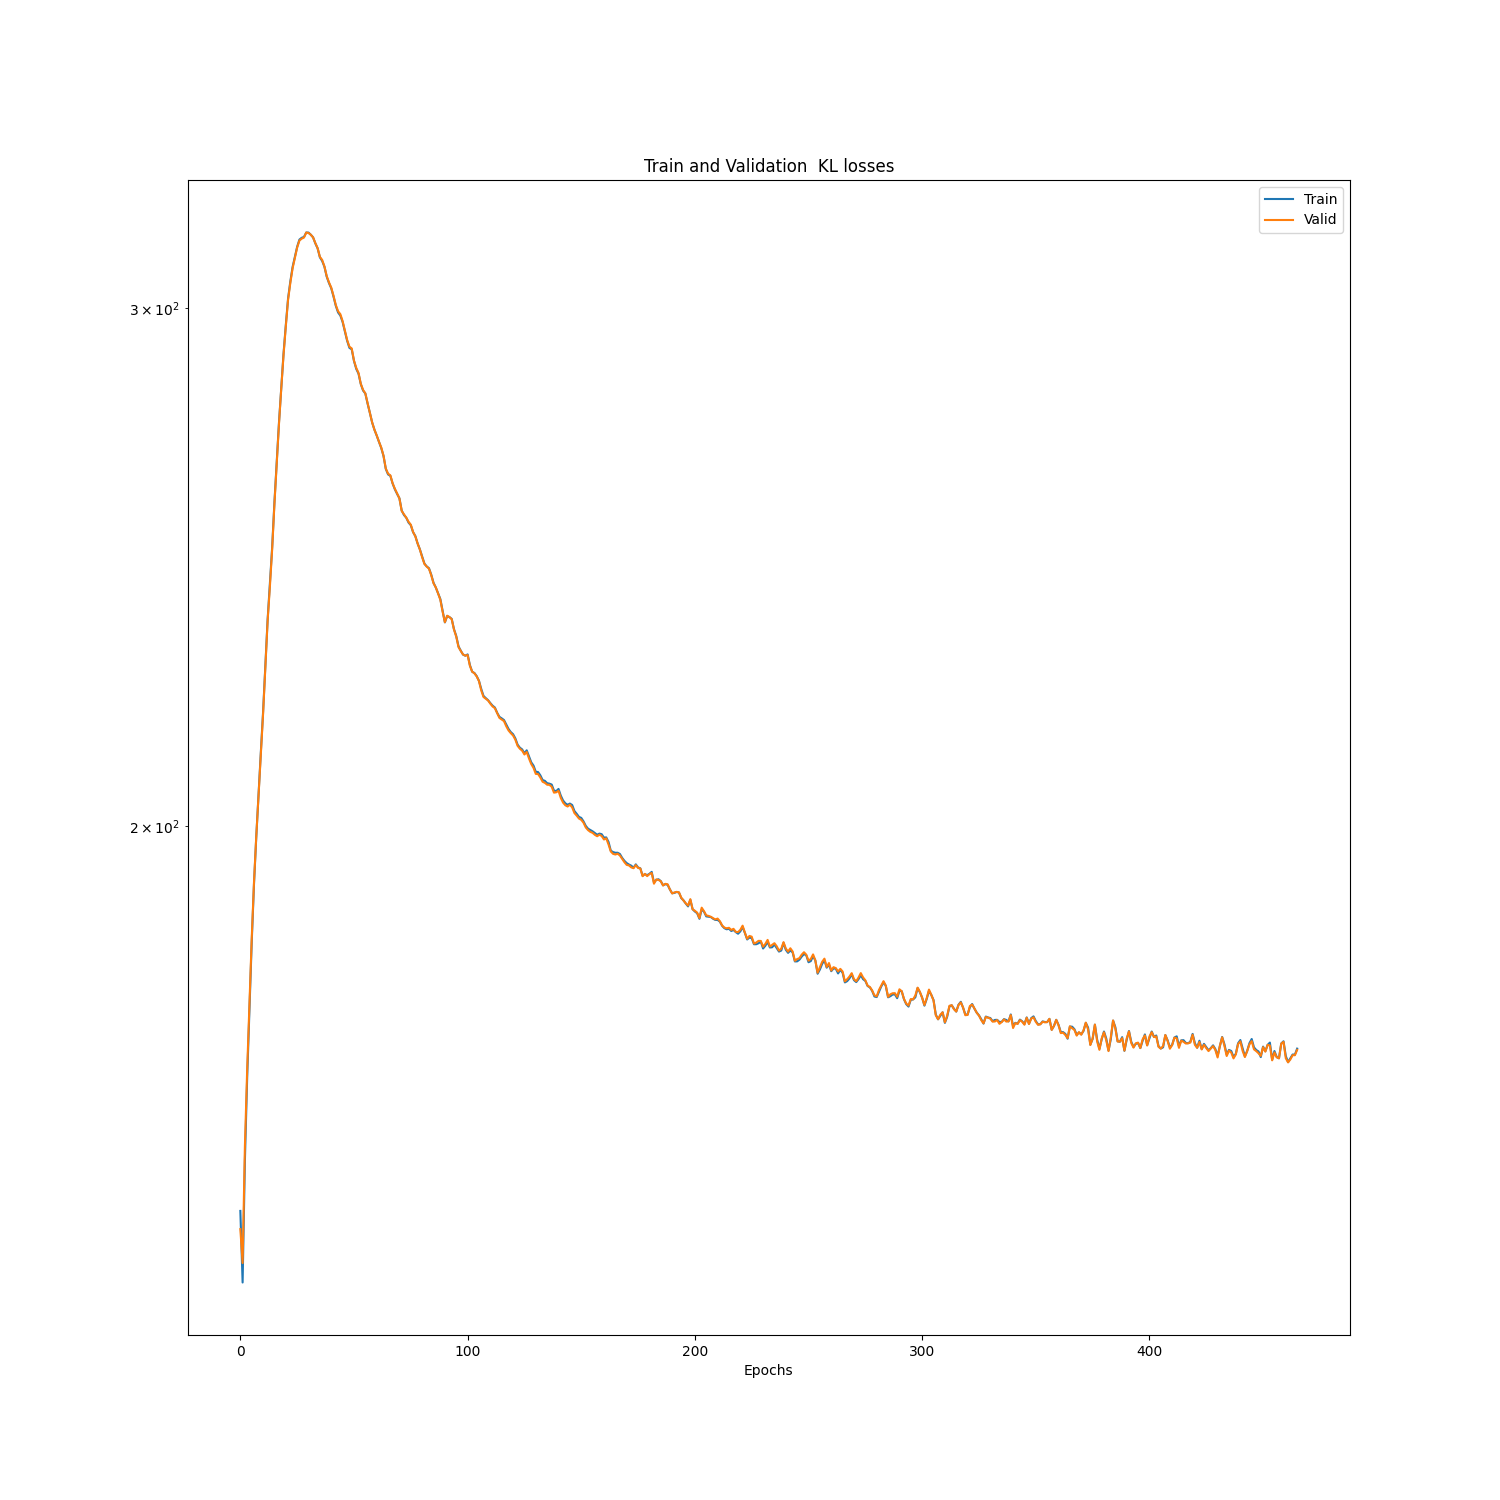 Train and Validation  KL losses
Train
Valid
3 × 10²
2 × 10²
0 100 200 300 400
Epochs